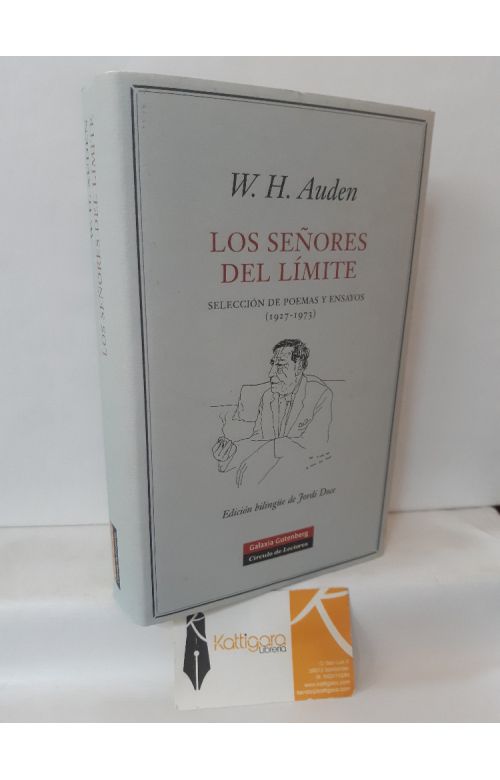 W. H. Auden
LOS SEÑORES
DEL LÍMITE
SELECCIÓN DE POEMAS Y ENSAYOS
(1927-1973)
Edición bilingüe de Jordi Doce
Galaxia Gutenberg
Círculo de Lectores
W. H. AUDEN
LOS SEÑORES DEL LÍMITE
Kattigara
Librería